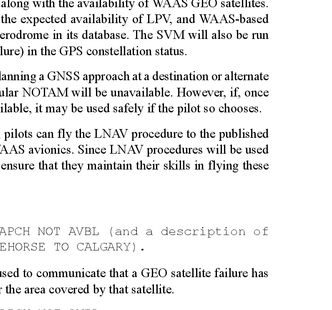 along with the availability of WAAS GEO satellites.
the expected availability of LPV, and WAAS-based
erodrome in its database. The SVM will also be run
lure) in the GPS constellation status.
lanning a GNSS approach at a destination or alternate
ular NOTAM will be unavailable. However, if, once
ilable, it may be used safely if the pilot so chooses.
pilots can fly the LNAV procedure to the published
AAS avionics. Since LNAV procedures will be used
ensure that they maintain their skills in flying these
APCH NOT AVBL (and a description of
EHORSE TO CALGARY).
used to communicate that a GEO satellite failure has
r the area covered by that satellite.